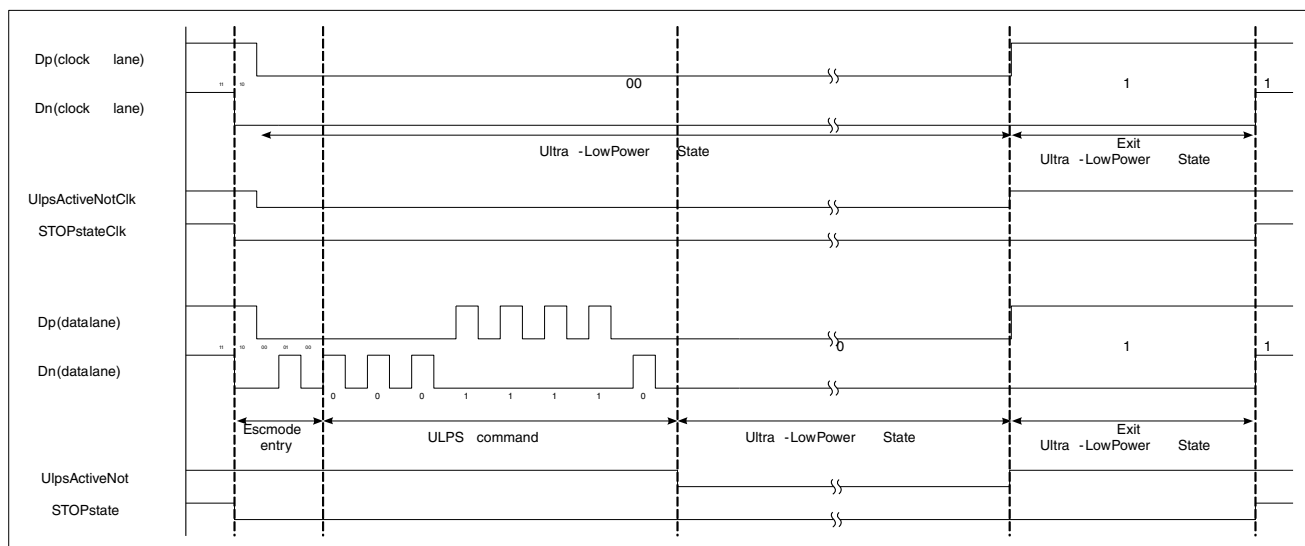 Dp(clock lane)
11 10 00 1 1
Dn(clock lane)
Ultra -LowPower State
Exit
Ultra -LowPower State
UlpsActiveNotClk
STOPstateClk
Dp(datalane)
11 10 00 01 00 0 1 1
Dn(datalane)
0 0 0 1 1 1 1 0
Escmode
entry
ULPS command
Ultra -LowPower State
Exit
Ultra -LowPower State
UlpsActiveNot
STOPstate